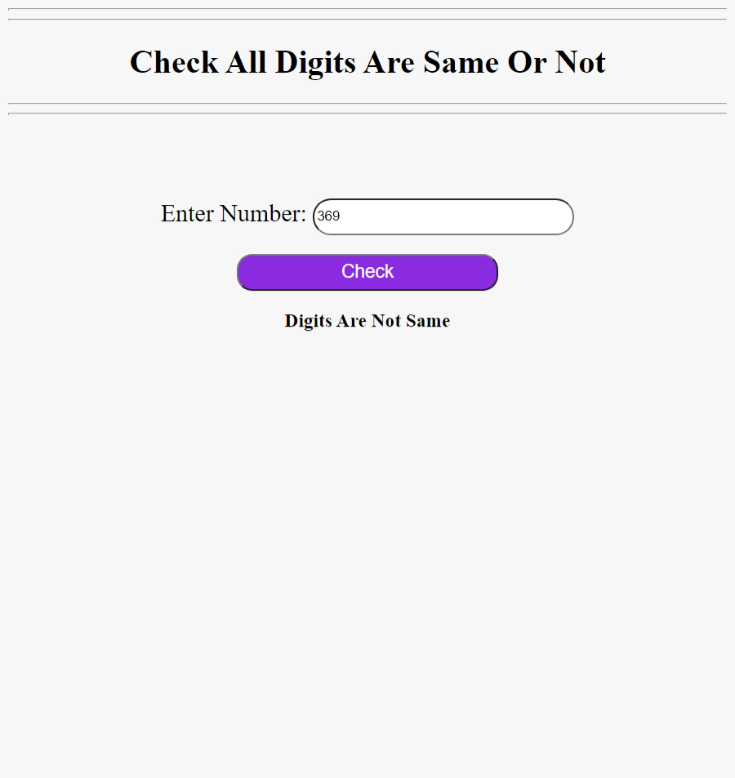 Check All Digits Are Same Or Not
Enter Number: 369
Check
Digits Are Not Same